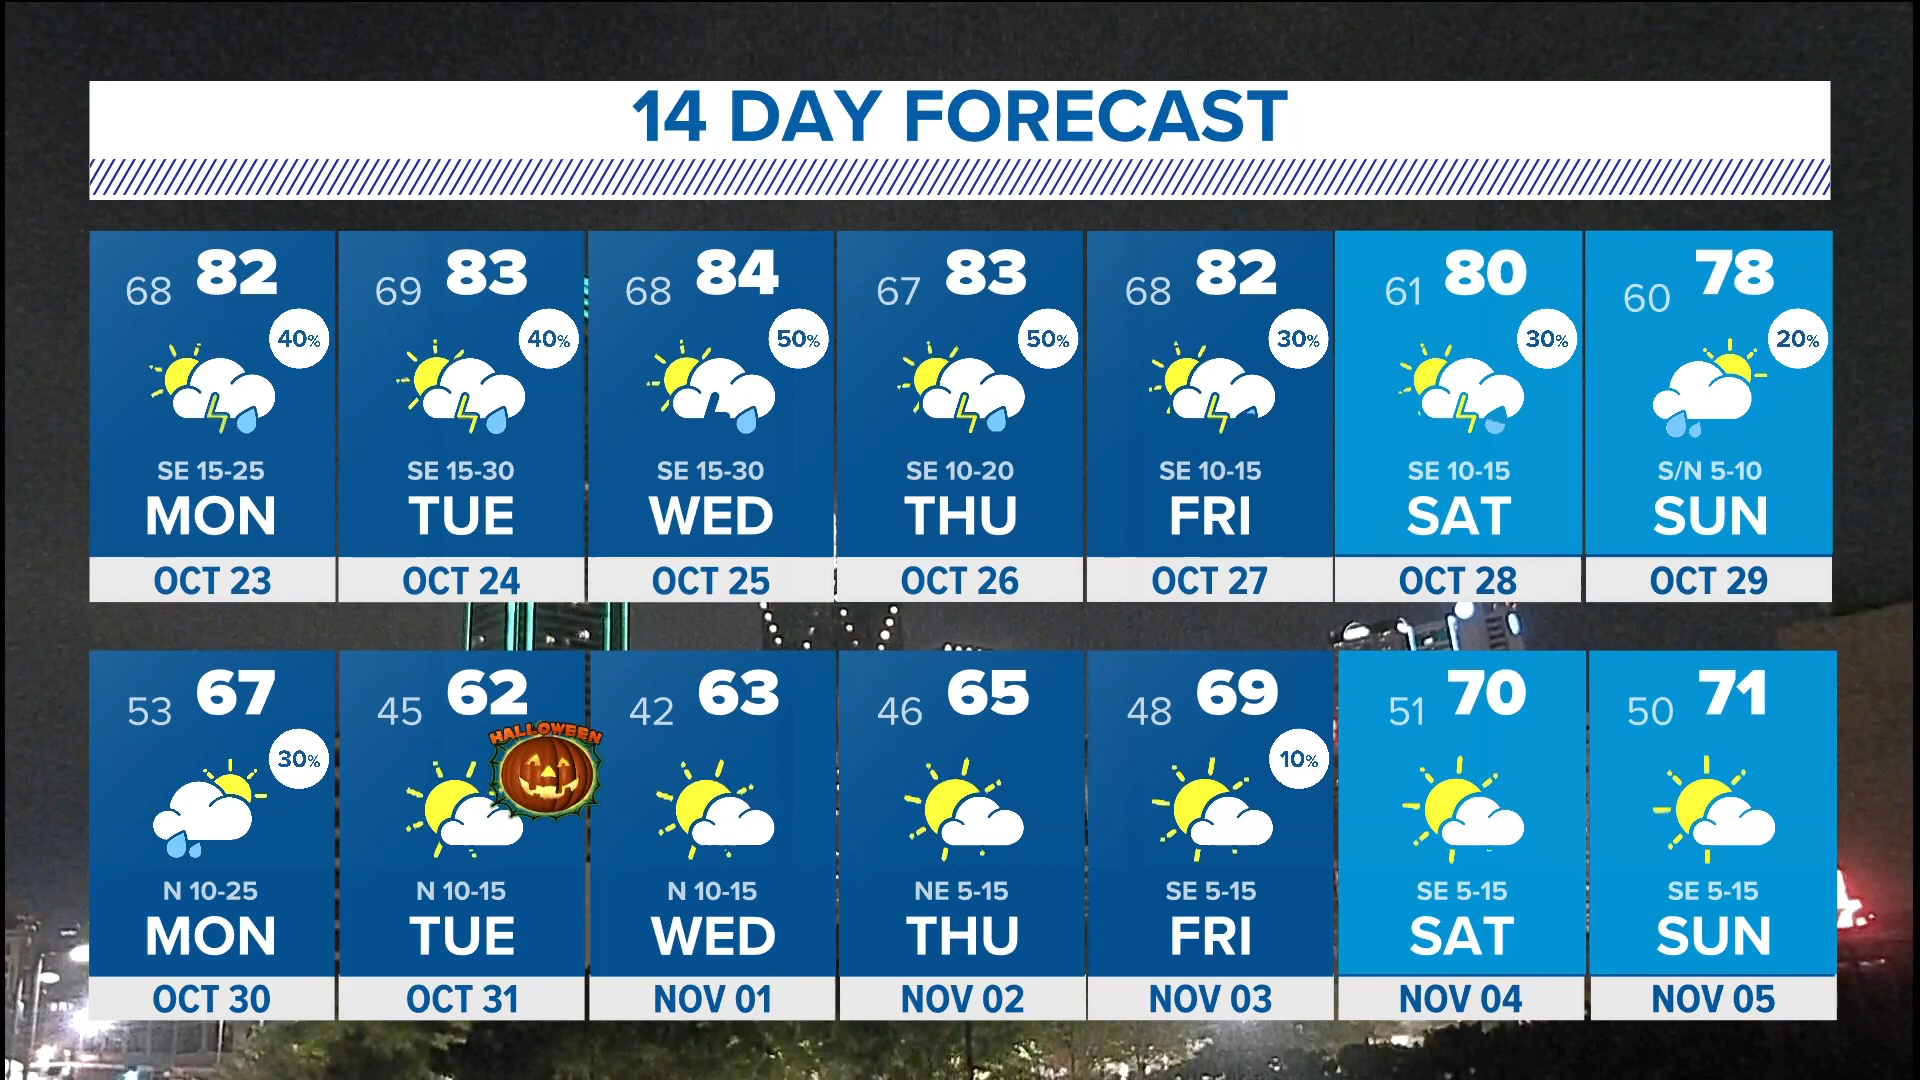 14 DAY FORECAST
68 82
40%
SE 15-25
MON
OCT 23
69 83
40%
SE 15-30
TUE
OCT 24
68 84
50%
SE 15-30
WED
OCT 25
67 83
50%
SE 10-20
THU
OCT 26
68 82
30%
SE 10-15
FRI
OCT 27
61 80
30%
SE 10-15
SAT
OCT 28
60 78
20%
S/N 5-10
SUN
OCT 29
53 67
30%
N 10-25
MON
OCT 30
45 62
HALLOWEEN
N 10-15
TUE
OCT 31
42 63
N 10-15
WED
NOV 01
46 65
NE 5-15
THU
NOV 02
48 69
10%
SE 5-15
FRI
NOV 03
51 70
SE 5-15
SAT
NOV 04
50 71
SE 5-15
SUN
NOV 05